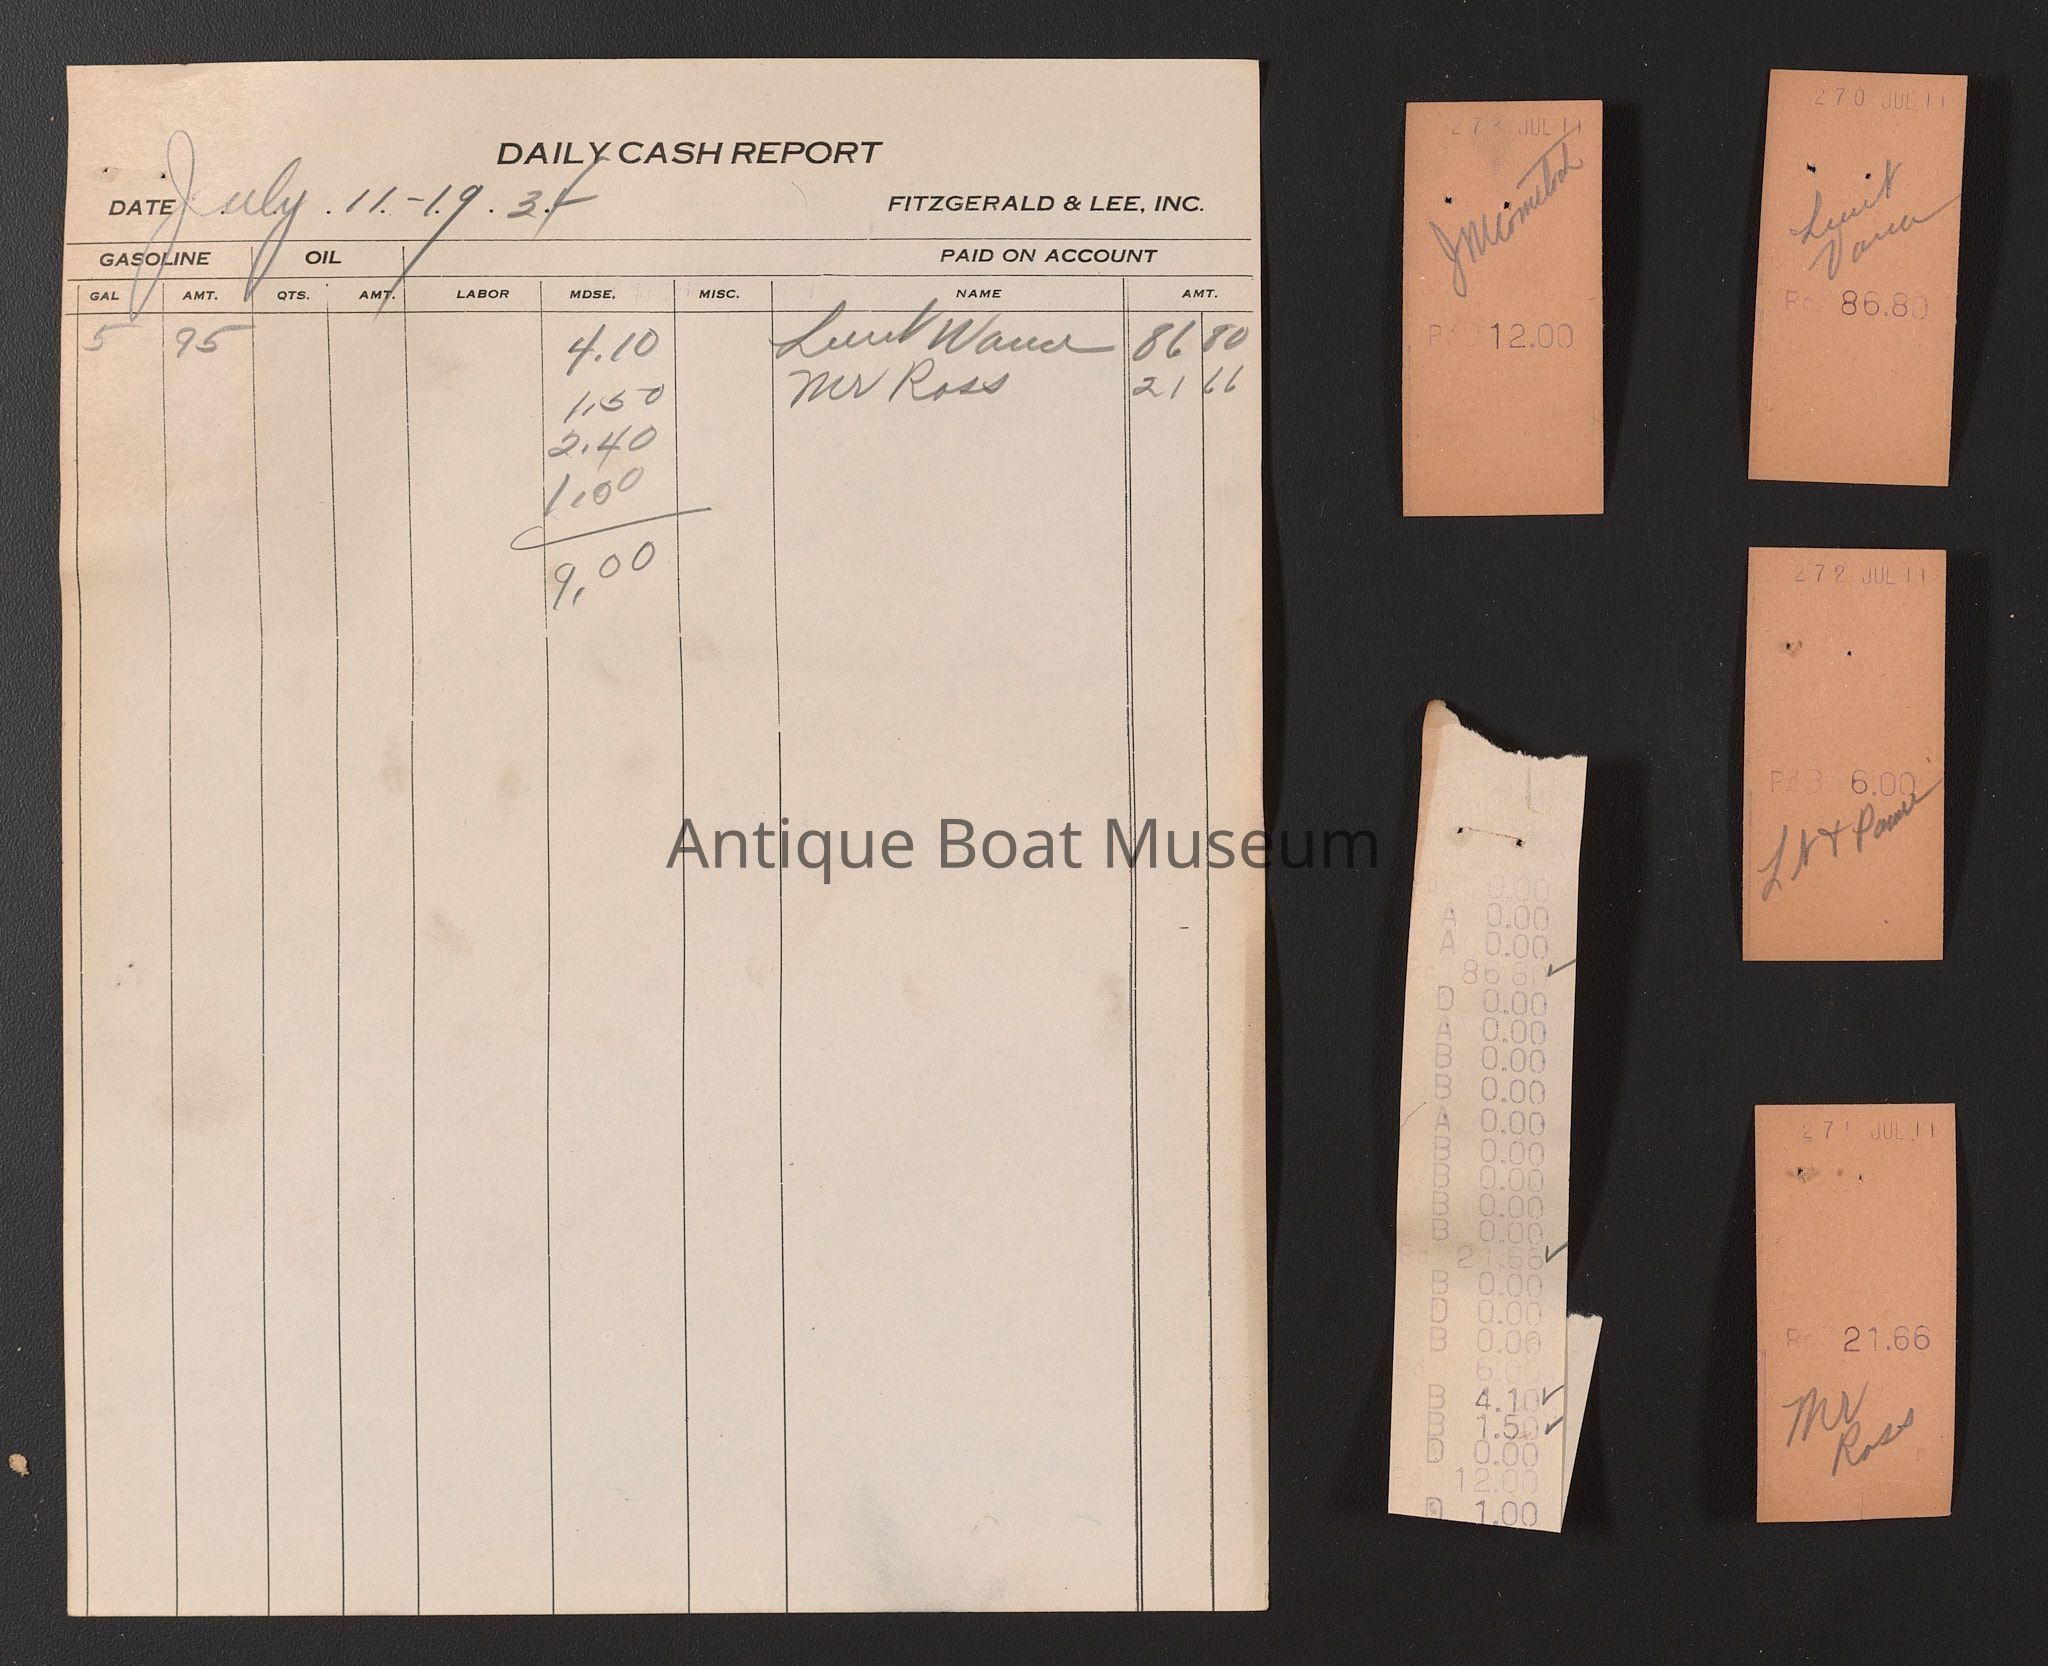 DAILY CASH REPORT
DATE July 11.-19.34
FITZGERALD & LEE, INC.
GASOLINE OIL PAID ON ACCOUNT
GAL AMT. QTS. AMT. LABOR MDSE. MISC. NAME AMT.
5 95 4.10 86 80
1.50 Mr Ross 21 66
2.40
1.00
9.00
273 JUL 11
12.00
270 JUL 11
86.80
272 JUL 11
6.00
271 JUL 11
21.66
Mr
Ross
0.00
A 0.00
A 0.00
86.80
D 0.00
A 0.00
B 0.00
B 0.00
A 0.00
B 0.00
B 0.00
B 0.00
B 0.00
21.66
B 0.00
D 0.00
B 0.00
6.00
B 4.10
B 1.50
D 0.00
12.00
D 1.00
Antique Boat Museum